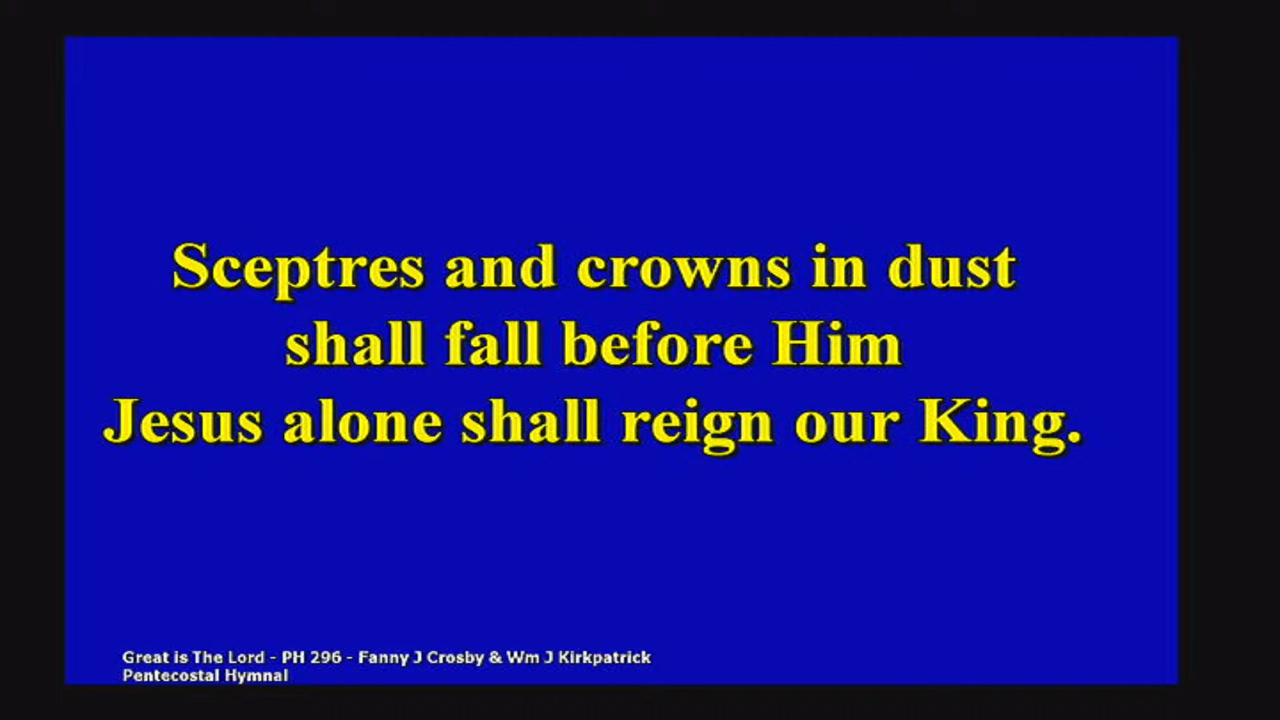 Sceptres and crowns in dust
shall fall before Him
Jesus alone shall reign our King.
Great is The Lord - PH 296 - Fanny J Crosby & Wm J Kirkpatrick
Pentecostal Hymnal